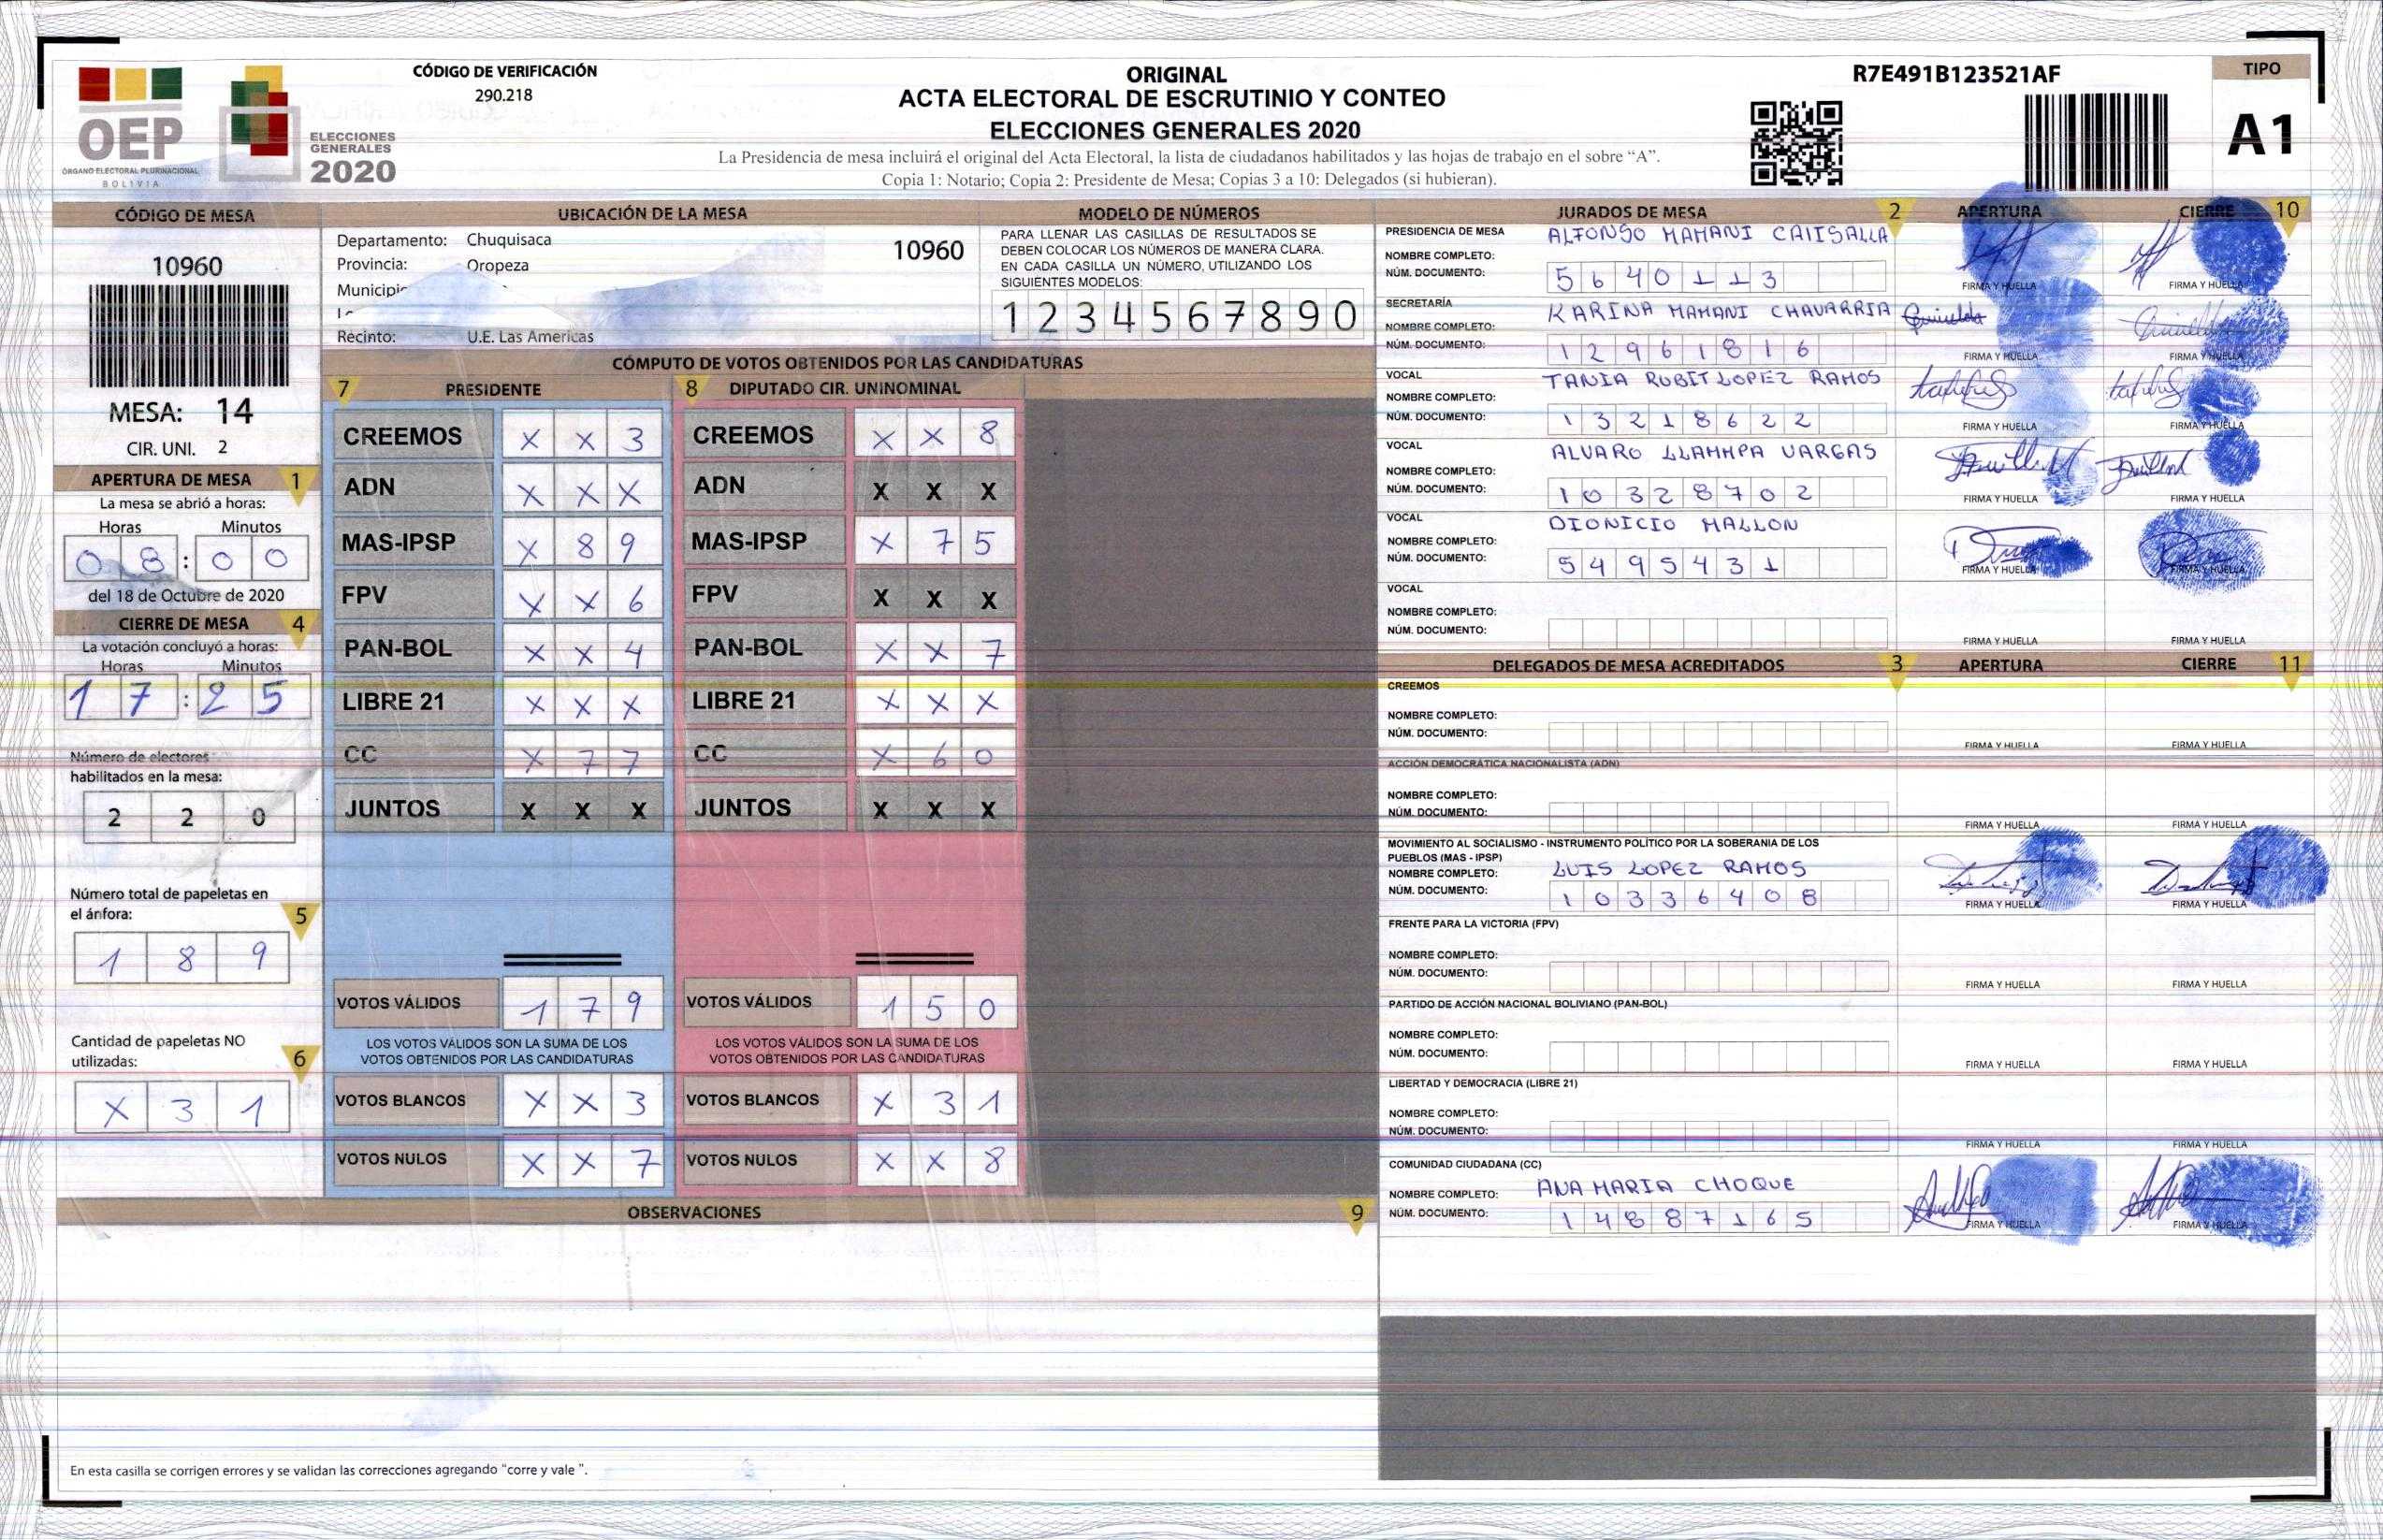 OEP
ÓRGANO ELECTORAL PLURINACIONAL
BOLIVIA
ELECCIONES
GENERALES
2020
CÓDIGO DE VERIFICACIÓN
290.218
ORIGINAL
ACTA ELECTORAL DE ESCRUTINIO Y CONTEO
ELECCIONES GENERALES 2020
La Presidencia de mesa incluirá el original del Acta Electoral, la lista de ciudadanos habilitados y las hojas de trabajo en el sobre “A”.
Copia 1: Notario; Copia 2: Presidente de Mesa; Copias 3 a 10: Delegados (si hubieran).
R7E491B123521AF
TIPO
A1
CÓDIGO DE MESA
10960
MESA: 14
CIR. UNI. 2
APERTURA DE MESA 1
La mesa se abrió a horas:
Horas Minutos
0 8 : 0 0
del 18 de Octubre de 2020
CIERRE DE MESA 4
La votación concluyó a horas:
Horas Minutos
1 7 : 2 5
Número de electores
habilitados en la mesa:
2 2 0
Número total de papeletas en
el ánfora: 5
1 8 9
Cantidad de papeletas NO
utilizadas: 6
X 3 1
UBICACIÓN DE LA MESA
Departamento: Chuquisaca
10960
Provincia: Oropeza
Recinto: U.E. Las Americas
MODELO DE NÚMEROS
PARA LLENAR LAS CASILLAS DE RESULTADOS SE
DEBEN COLOCAR LOS NÚMEROS DE MANERA CLARA.
EN CADA CASILLA UN NÚMERO, UTILIZANDO LOS
SIGUIENTES MODELOS:
1 2 3 4 5 6 7 8 9 0
CÓMPUTO DE VOTOS OBTENIDOS POR LAS CANDIDATURAS
7 PRESIDENTE 8 DIPUTADO CIR. UNINOMINAL
CREEMOS X X 3 CREEMOS X X 8
ADN X X X ADN X X X
MAS-IPSP X 8 9 MAS-IPSP X 7 5
FPV X X 6 FPV X X X
PAN-BOL X X 4 PAN-BOL X X 7
LIBRE 21 X X X LIBRE 21 X X X
CC X 7 7 CC X 6 0
JUNTOS X X X JUNTOS X X X
VOTOS VÁLIDOS 1 7 9 VOTOS VÁLIDOS 1 5 0
LOS VOTOS VÁLIDOS SON LA SUMA DE LOS LOS VOTOS VÁLIDOS SON LA SUMA DE LOS
VOTOS OBTENIDOS POR LAS CANDIDATURAS VOTOS OBTENIDOS POR LAS CANDIDATURAS
VOTOS BLANCOS X X 3 VOTOS BLANCOS X 3 1
VOTOS NULOS X X 7 VOTOS NULOS X X 8
OBSERVACIONES 9
En esta casilla se corrigen errores y se validan las correcciones agregando “corre y vale ”.
JURADOS DE MESA 2 APERTURA CIERRE 10
PRESIDENCIA DE MESA
NOMBRE COMPLETO: ALFONSO MAMANI
NÚM. DOCUMENTO: 5 6 4 0 1 1 3
FIRMA Y HUELLA FIRMA Y HUELLA
SECRETARÍA
NOMBRE COMPLETO: KARINA MAMANI CHAVARRIA
NÚM. DOCUMENTO: 1 2 9 6 1 8 1 6
FIRMA Y HUELLA FIRMA Y HUELLA
VOCAL
NOMBRE COMPLETO: TANIA RUBIT LOPEZ RAMOS
NÚM. DOCUMENTO: 1 3 2 1 8 6 2 2
FIRMA Y HUELLA FIRMA Y HUELLA
VOCAL
NOMBRE COMPLETO: ALVARO LLAMMPA VARGAS
NÚM. DOCUMENTO: 1 0 3 2 8 7 0 2
FIRMA Y HUELLA FIRMA Y HUELLA
VOCAL
NOMBRE COMPLETO: DIONICIO MALLON
NÚM. DOCUMENTO: 5 4 9 5 4 3 1
FIRMA Y HUELLA FIRMA Y HUELLA
VOCAL
NOMBRE COMPLETO:
NÚM. DOCUMENTO:
FIRMA Y HUELLA FIRMA Y HUELLA
DELEGADOS DE MESA ACREDITADOS 3 APERTURA CIERRE 11
CREEMOS
NOMBRE COMPLETO:
NÚM. DOCUMENTO:
FIRMA Y HUELLA FIRMA Y HUELLA
ACCIÓN DEMOCRÁTICA NACIONALISTA (ADN)
NOMBRE COMPLETO:
NÚM. DOCUMENTO:
FIRMA Y HUELLA FIRMA Y HUELLA
MOVIMIENTO AL SOCIALISMO - INSTRUMENTO POLÍTICO POR LA SOBERANIA DE LOS
PUEBLOS (MAS - IPSP)
NOMBRE COMPLETO: LUIS LOPEZ RAMOS
NÚM. DOCUMENTO: 1 0 3 3 6 4 0 8
FIRMA Y HUELLA FIRMA Y HUELLA
FRENTE PARA LA VICTORIA (FPV)
NOMBRE COMPLETO:
NÚM. DOCUMENTO:
FIRMA Y HUELLA FIRMA Y HUELLA
PARTIDO DE ACCIÓN NACIONAL BOLIVIANO (PAN-BOL)
NOMBRE COMPLETO:
NÚM. DOCUMENTO:
FIRMA Y HUELLA FIRMA Y HUELLA
LIBERTAD Y DEMOCRACIA (LIBRE 21)
NOMBRE COMPLETO:
NÚM. DOCUMENTO:
FIRMA Y HUELLA FIRMA Y HUELLA
COMUNIDAD CIUDADANA (CC)
NOMBRE COMPLETO: ANA MARIA CHOQUE
NÚM. DOCUMENTO: 1 4 8 8 7 1 6 5
FIRMA Y HUELLA FIRMA Y HUELLA